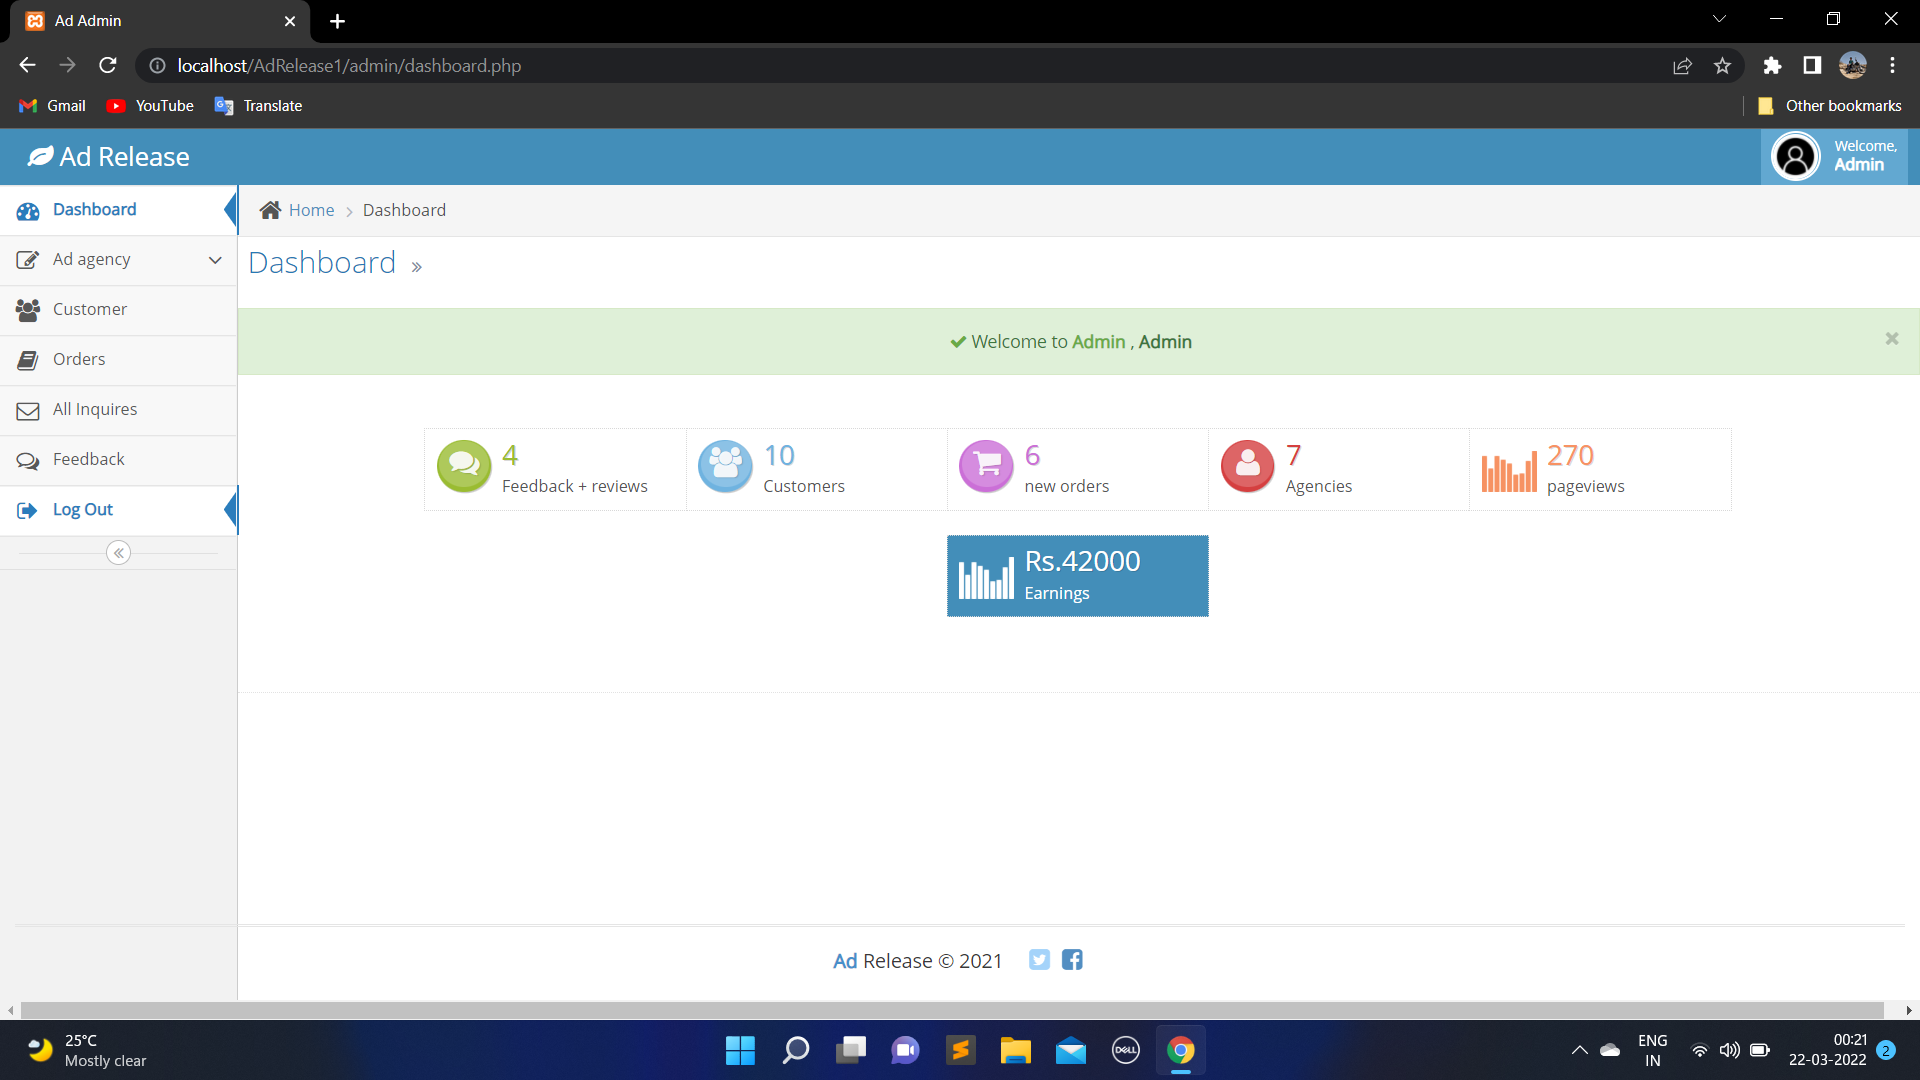 Ad Admin
localhost/AdRelease1/admin/dashboard.php
Gmail YouTube Translate Other bookmarks
Ad Release
Welcome,
Admin
Dashboard
Ad agency
Customer
Orders
All Inquires
Feedback
Log Out
Home Dashboard
Dashboard »
Welcome to Admin , Admin
4
Feedback + reviews
10
Customers
6
new orders
7
Agencies
270
pageviews
Rs.42000
Earnings
Ad Release © 2021
25°C
Mostly clear
DELL
ENG
IN
00:21
22-03-2022
2